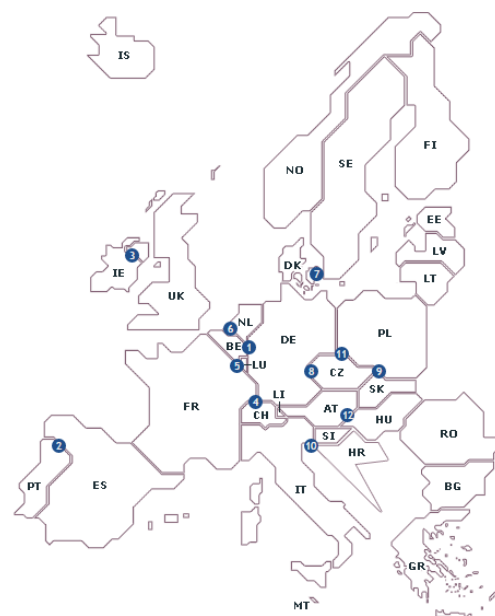 IS
FI
NO
SE
EE
LV
LT
3
IE
UK
DK
7
6
NL
BE
1
DE
PL
11
5
LU
8
CZ
9
SK
FR
4
CH
LI
AT
12
HU
SI
10
HR
RO
2
PT
ES
IT
BG
GR
MT